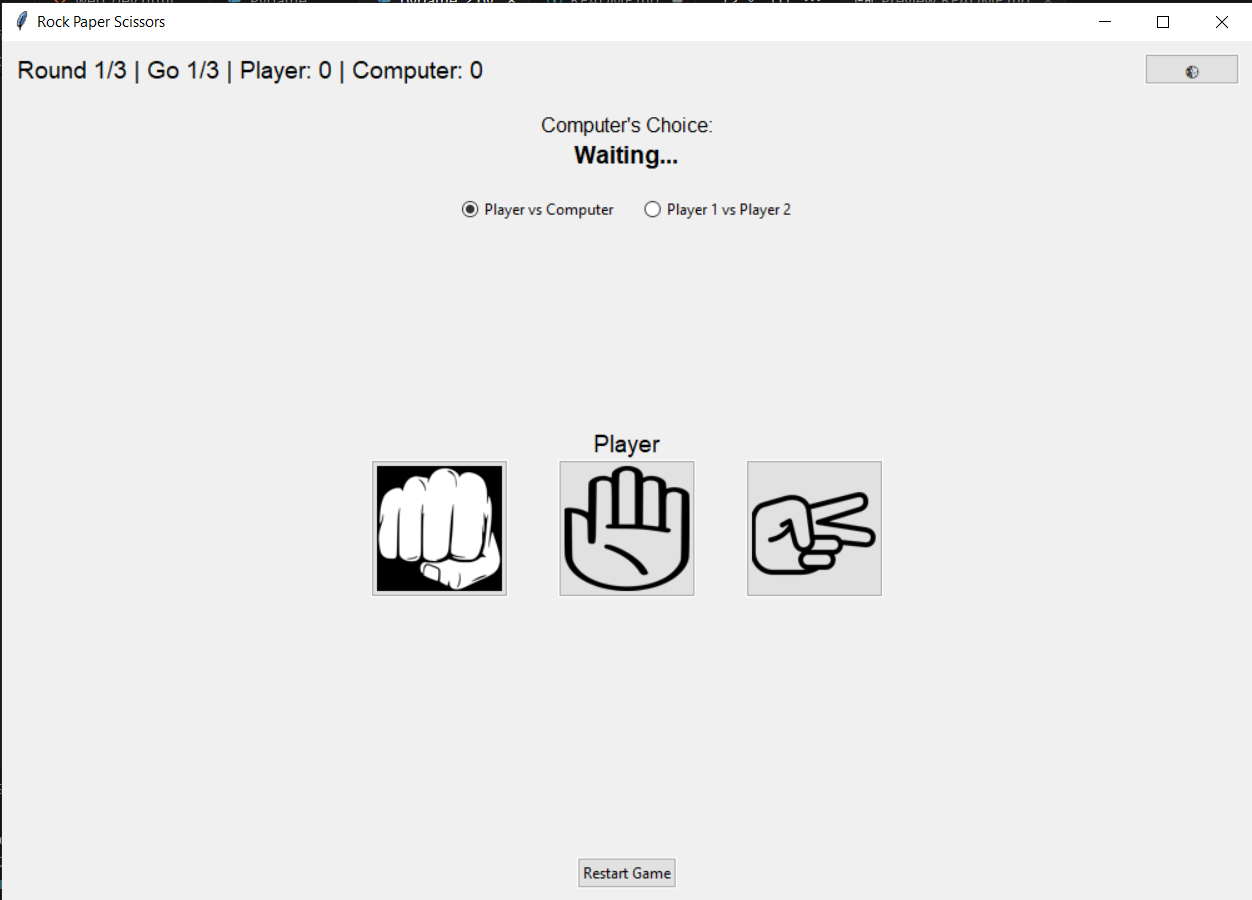 Rock Paper Scissors
Round 1/3 | Go 1/3 | Player: 0 | Computer: 0
Computer's Choice:
Waiting...
Player vs Computer
Player 1 vs Player 2
Player
Restart Game